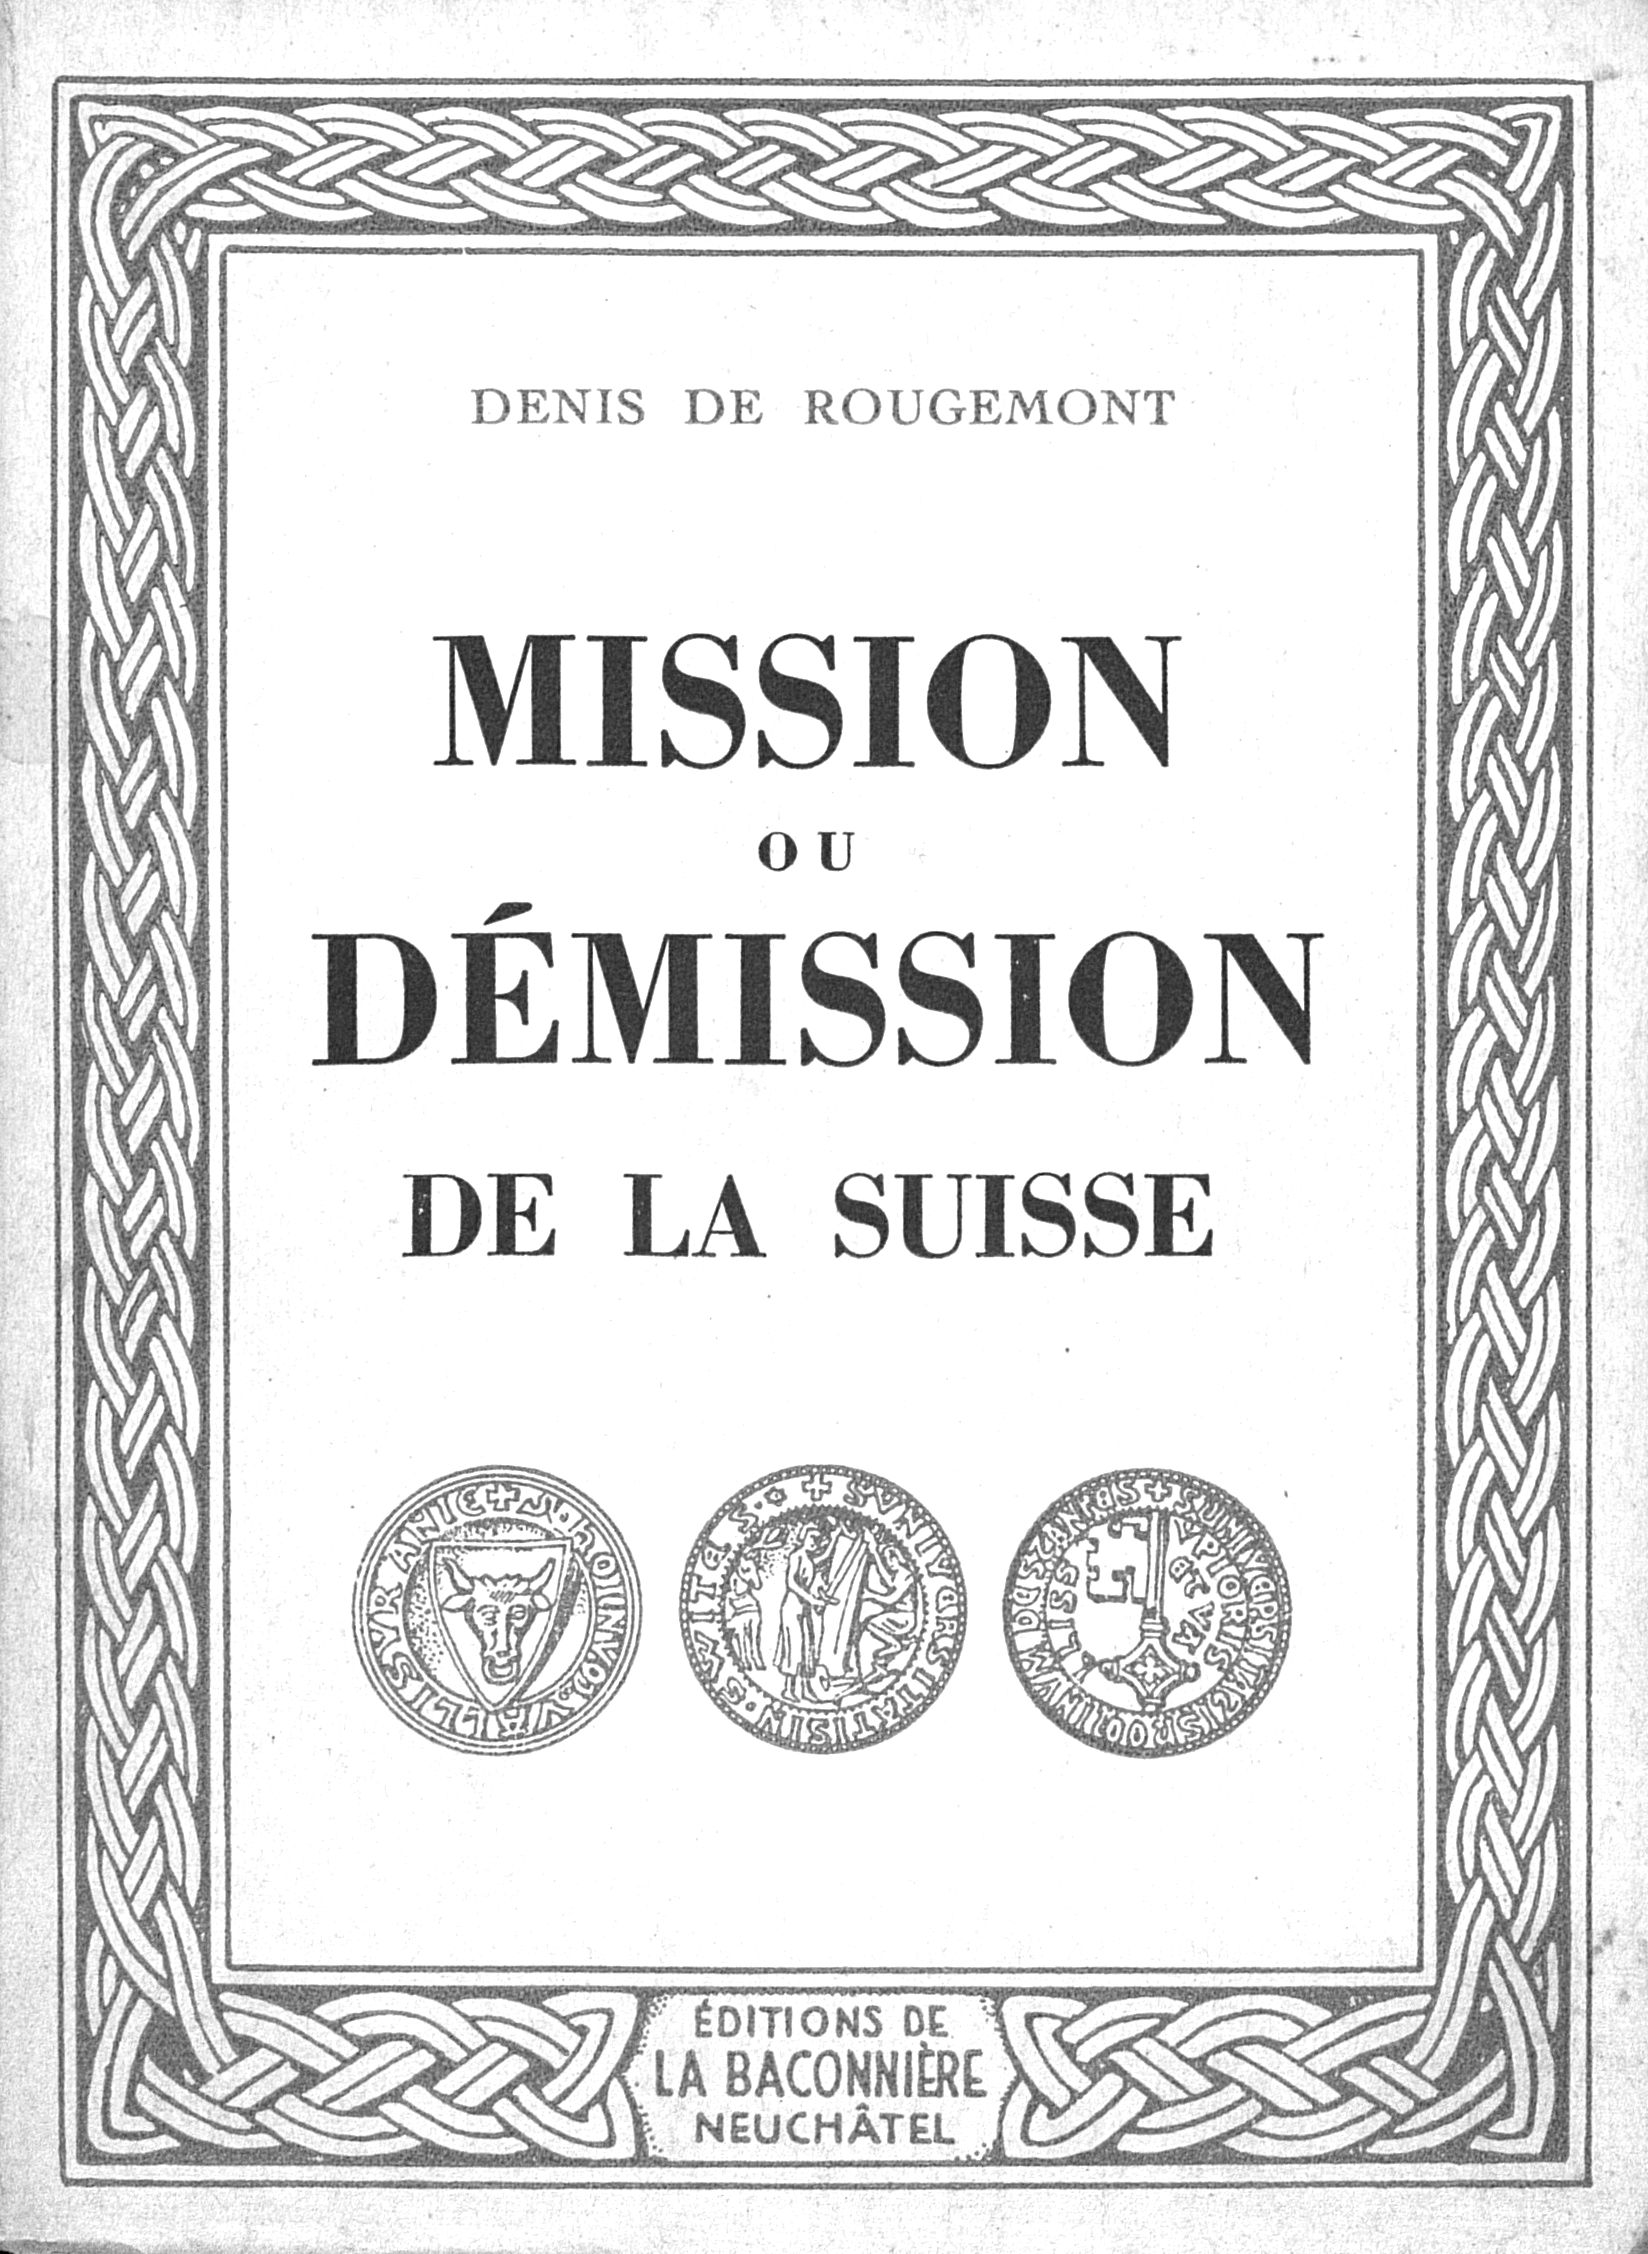 DENIS DE ROUGEMONT
MISSION
OU
DÉMISSION
DE LA SUISSE
ÉDITIONS DE
LA BACONNIÈRE
NEUCHÂTEL